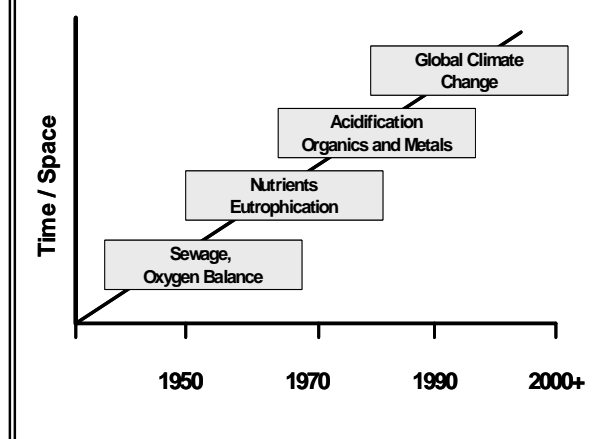 Global Climate
Change
Acidification
Organics and Metals
Nutrients
Eutrophication
Sewage,
Oxygen Balance
Time / Space
1950 1970 1990 2000+